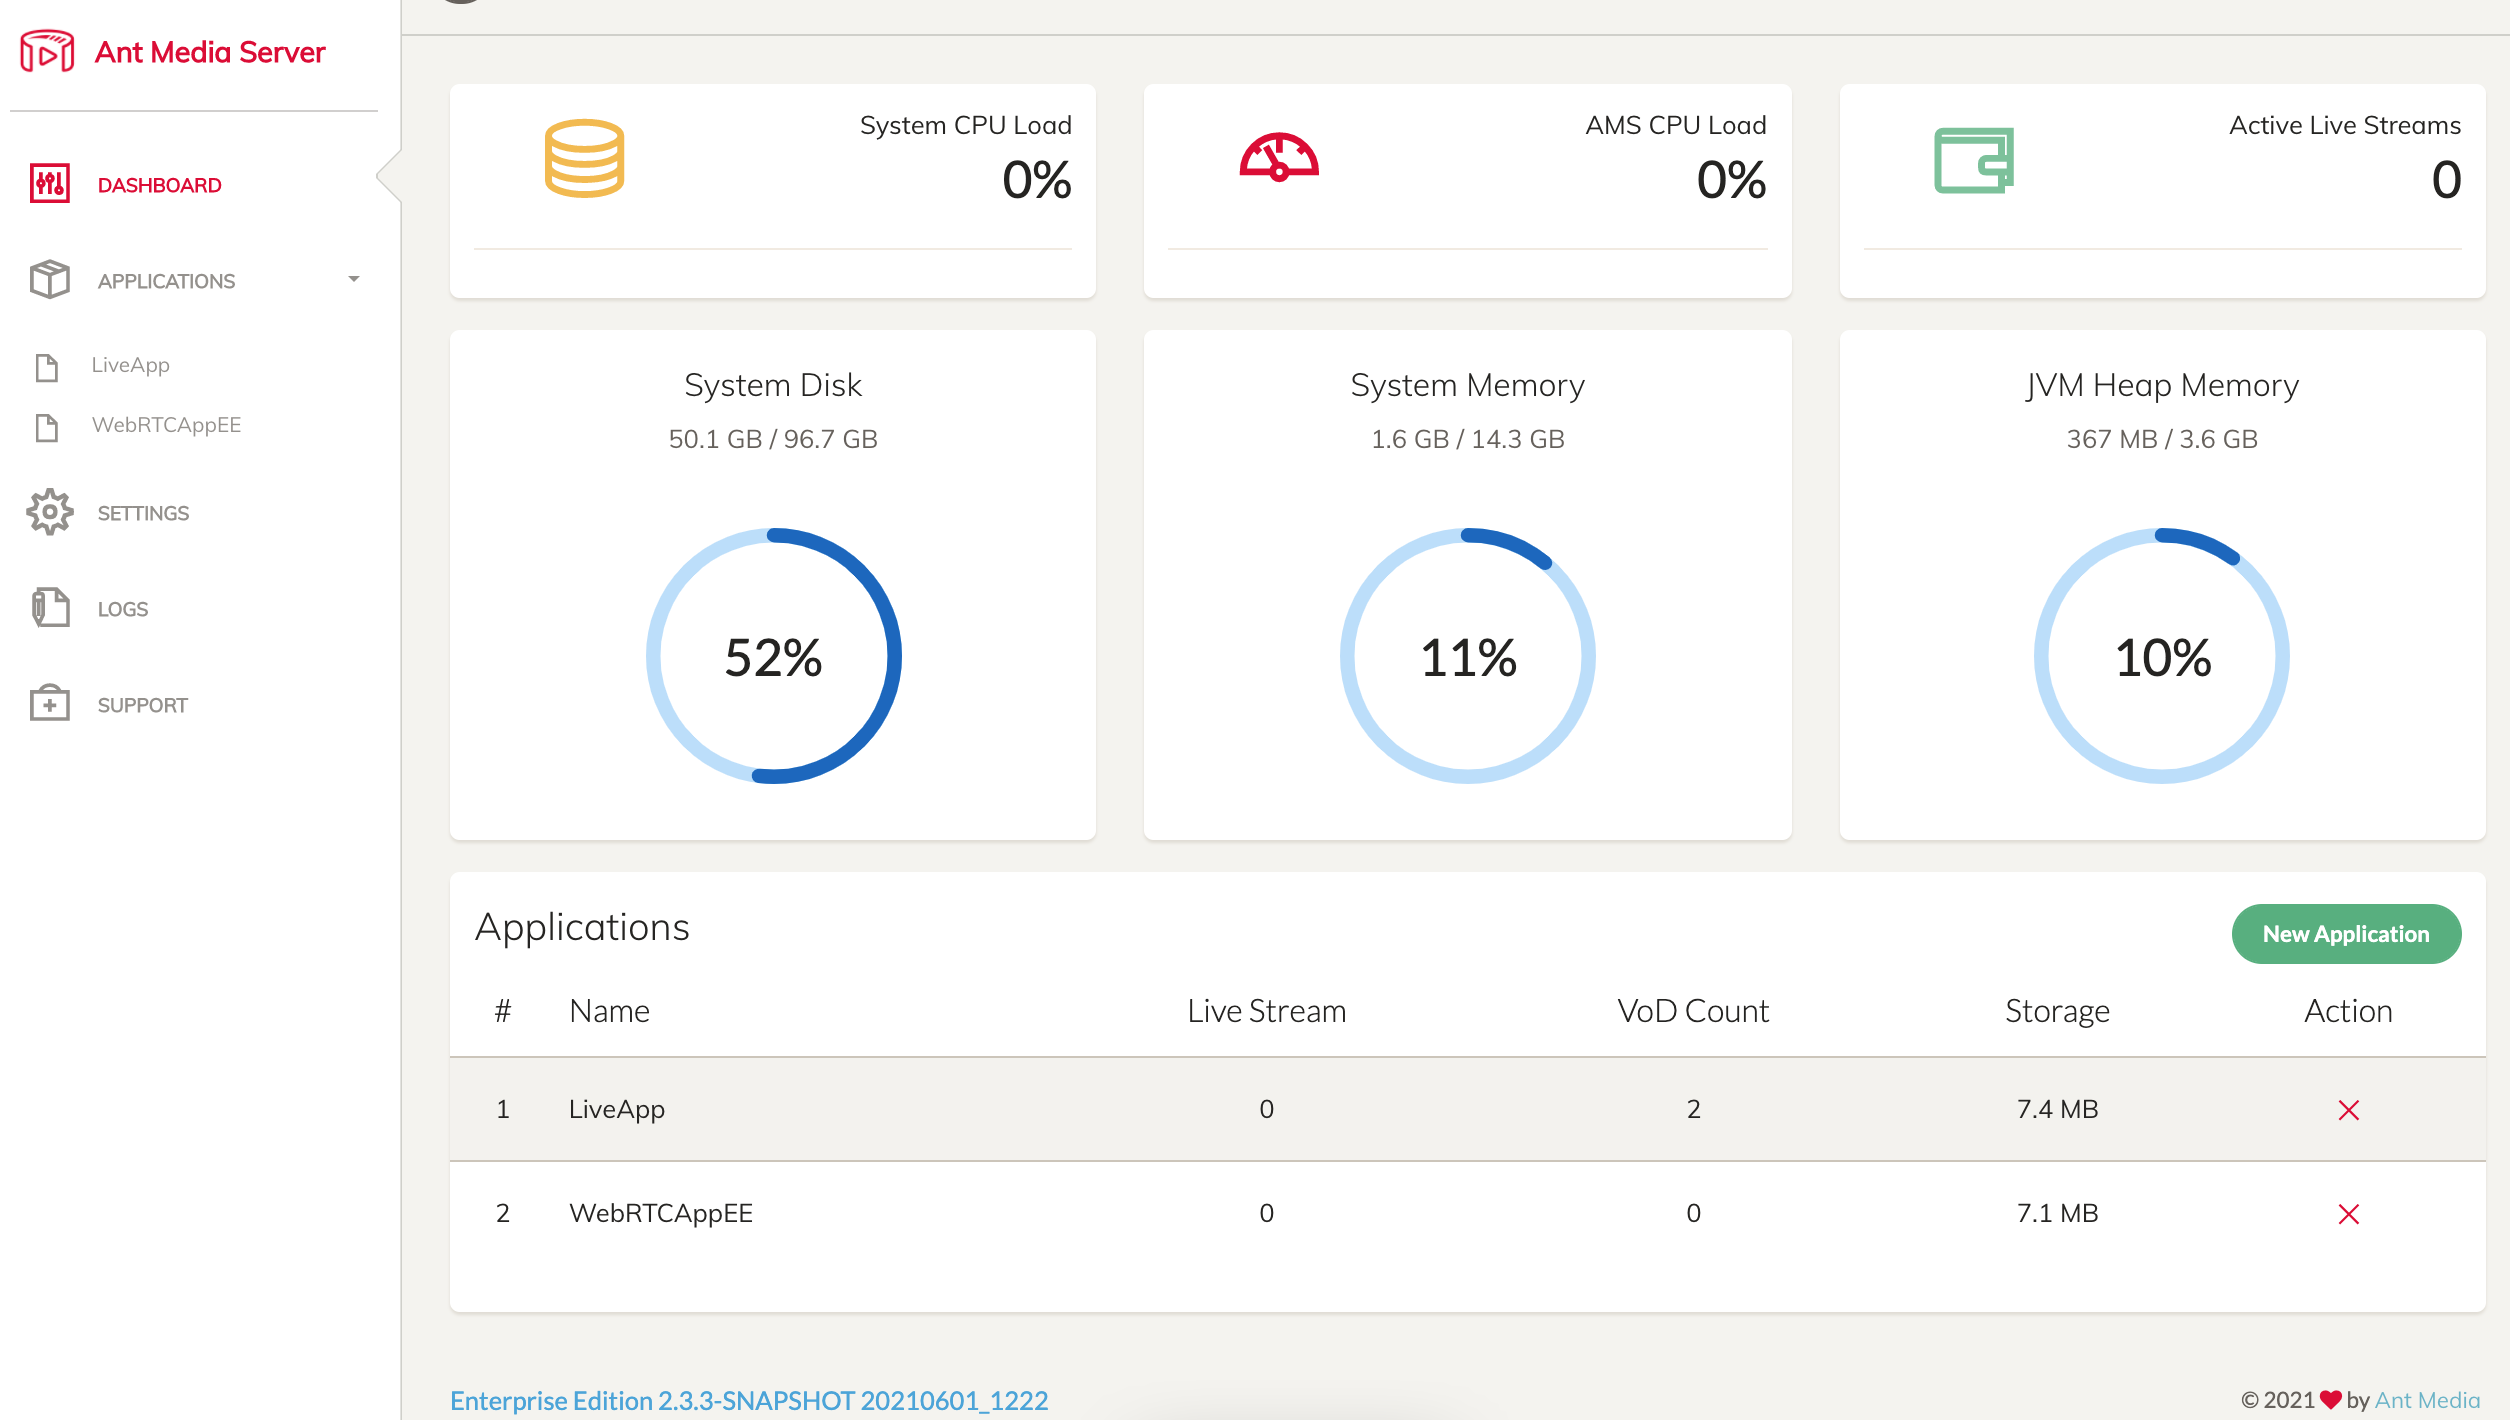 Ant Media Server
DASHBOARD
APPLICATIONS
LiveApp
WebRTCAppEE
SETTINGS
LOGS
SUPPORT
System CPU Load
0%
AMS CPU Load
0%
Active Live Streams
0
System Disk
50.1 GB / 96.7 GB
52%
System Memory
1.6 GB / 14.3 GB
11%
JVM Heap Memory
367 MB / 3.6 GB
10%
Applications
New Application
# Name Live Stream VoD Count Storage Action
1 LiveApp 0 2 7.4 MB
2 WebRTCAppEE 0 0 7.1 MB
Enterprise Edition 2.3.3-SNAPSHOT 20210601_1222
© 2021 ❤ by Ant Media